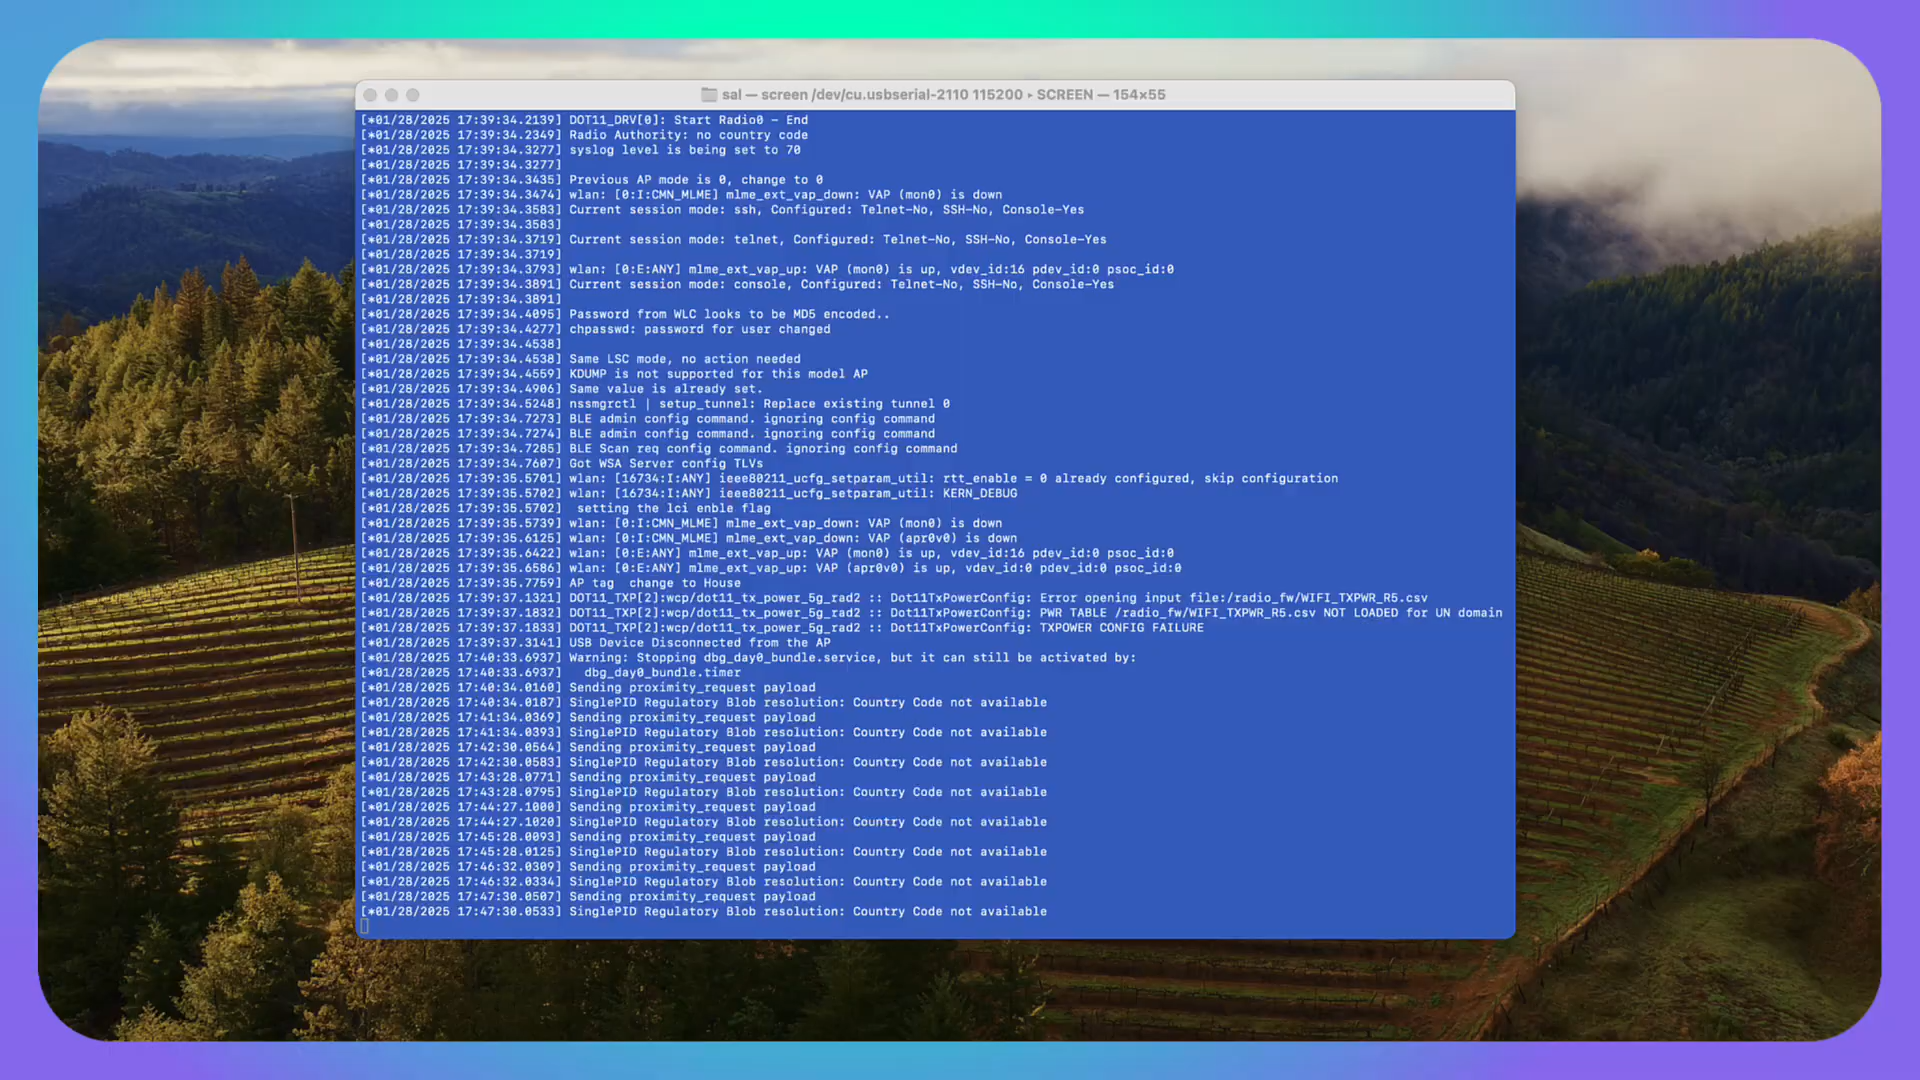 sal — screen /dev/cu.usbserial-2110 115200 ▸ SCREEN — 154×55
[*01/28/2025 17:39:34.2139] DOT11_DRV[0]: Start Radio0 - End
[*01/28/2025 17:39:34.2349] Radio Authority: no country code
[*01/28/2025 17:39:34.3277] syslog level is being set to 70
[*01/28/2025 17:39:34.3277]
[*01/28/2025 17:39:34.3435] Previous AP mode is 0, change to 0
[*01/28/2025 17:39:34.3474] wlan: [0:I:CMN_MLME] mlme_ext_vap_down: VAP (mon0) is down
[*01/28/2025 17:39:34.3583] Current session mode: ssh, Configured: Telnet-No, SSH-No, Console-Yes
[*01/28/2025 17:39:34.3583]
[*01/28/2025 17:39:34.3719] Current session mode: telnet, Configured: Telnet-No, SSH-No, Console-Yes
[*01/28/2025 17:39:34.3719]
[*01/28/2025 17:39:34.3793] wlan: [0:E:ANY] mlme_ext_vap_up: VAP (mon0) is up, vdev_id:16 pdev_id:0 psoc_id:0
[*01/28/2025 17:39:34.3891] Current session mode: console, Configured: Telnet-No, SSH-No, Console-Yes
[*01/28/2025 17:39:34.3891]
[*01/28/2025 17:39:34.4095] Password from WLC looks to be MD5 encoded..
[*01/28/2025 17:39:34.4277] chpasswd: password for user changed
[*01/28/2025 17:39:34.4538]
[*01/28/2025 17:39:34.4538] Same LSC mode, no action needed
[*01/28/2025 17:39:34.4559] KDUMP is not supported for this model AP
[*01/28/2025 17:39:34.4906] Same value is already set.
[*01/28/2025 17:39:34.5248] nssmgrctl | setup_tunnel: Replace existing tunnel 0
[*01/28/2025 17:39:34.7273] BLE admin config command. ignoring config command
[*01/28/2025 17:39:34.7274] BLE admin config command. ignoring config command
[*01/28/2025 17:39:34.7285] BLE Scan req config command. ignoring config command
[*01/28/2025 17:39:34.7607] Got WSA Server config TLVs
[*01/28/2025 17:39:35.5701] wlan: [16734:I:ANY] ieee80211_ucfg_setparam_util: rtt_enable = 0 already configured, skip configuration
[*01/28/2025 17:39:35.5702] wlan: [16734:I:ANY] ieee80211_ucfg_setparam_util: KERN_DEBUG
[*01/28/2025 17:39:35.5702]  setting the lci enble flag
[*01/28/2025 17:39:35.5739] wlan: [0:I:CMN_MLME] mlme_ext_vap_down: VAP (mon0) is down
[*01/28/2025 17:39:35.6125] wlan: [0:I:CMN_MLME] mlme_ext_vap_down: VAP (apr0v0) is down
[*01/28/2025 17:39:35.6422] wlan: [0:E:ANY] mlme_ext_vap_up: VAP (mon0) is up, vdev_id:16 pdev_id:0 psoc_id:0
[*01/28/2025 17:39:35.6586] wlan: [0:E:ANY] mlme_ext_vap_up: VAP (apr0v0) is up, vdev_id:0 pdev_id:0 psoc_id:0
[*01/28/2025 17:39:35.7759] AP tag  change to House
[*01/28/2025 17:39:37.1321] DOT11_TXP[2]:wcp/dot11_tx_power_5g_rad2 :: Dot11TxPowerConfig: Error opening input file:/radio_fw/WIFI_TXPWR_R5.csv
[*01/28/2025 17:39:37.1832] DOT11_TXP[2]:wcp/dot11_tx_power_5g_rad2 :: Dot11TxPowerConfig: PWR TABLE /radio_fw/WIFI_TXPWR_R5.csv NOT LOADED for UN domain
[*01/28/2025 17:39:37.1833] DOT11_TXP[2]:wcp/dot11_tx_power_5g_rad2 :: Dot11TxPowerConfig: TXPOWER CONFIG FAILURE
[*01/28/2025 17:39:37.3141] USB Device Disconnected from the AP
[*01/28/2025 17:40:33.6937] Warning: Stopping dbg_day0_bundle.service, but it can still be activated by:
[*01/28/2025 17:40:33.6937]   dbg_day0_bundle.timer
[*01/28/2025 17:40:34.0160] Sending proximity_request payload
[*01/28/2025 17:40:34.0187] SinglePID Regulatory Blob resolution: Country Code not available
[*01/28/2025 17:41:34.0369] Sending proximity_request payload
[*01/28/2025 17:41:34.0393] SinglePID Regulatory Blob resolution: Country Code not available
[*01/28/2025 17:42:30.0564] Sending proximity_request payload
[*01/28/2025 17:42:30.0583] SinglePID Regulatory Blob resolution: Country Code not available
[*01/28/2025 17:43:28.0771] Sending proximity_request payload
[*01/28/2025 17:43:28.0795] SinglePID Regulatory Blob resolution: Country Code not available
[*01/28/2025 17:44:27.1000] Sending proximity_request payload
[*01/28/2025 17:44:27.1020] SinglePID Regulatory Blob resolution: Country Code not available
[*01/28/2025 17:45:28.0093] Sending proximity_request payload
[*01/28/2025 17:45:28.0125] SinglePID Regulatory Blob resolution: Country Code not available
[*01/28/2025 17:46:32.0309] Sending proximity_request payload
[*01/28/2025 17:46:32.0334] SinglePID Regulatory Blob resolution: Country Code not available
[*01/28/2025 17:47:30.0507] Sending proximity_request payload
[*01/28/2025 17:47:30.0533] SinglePID Regulatory Blob resolution: Country Code not available